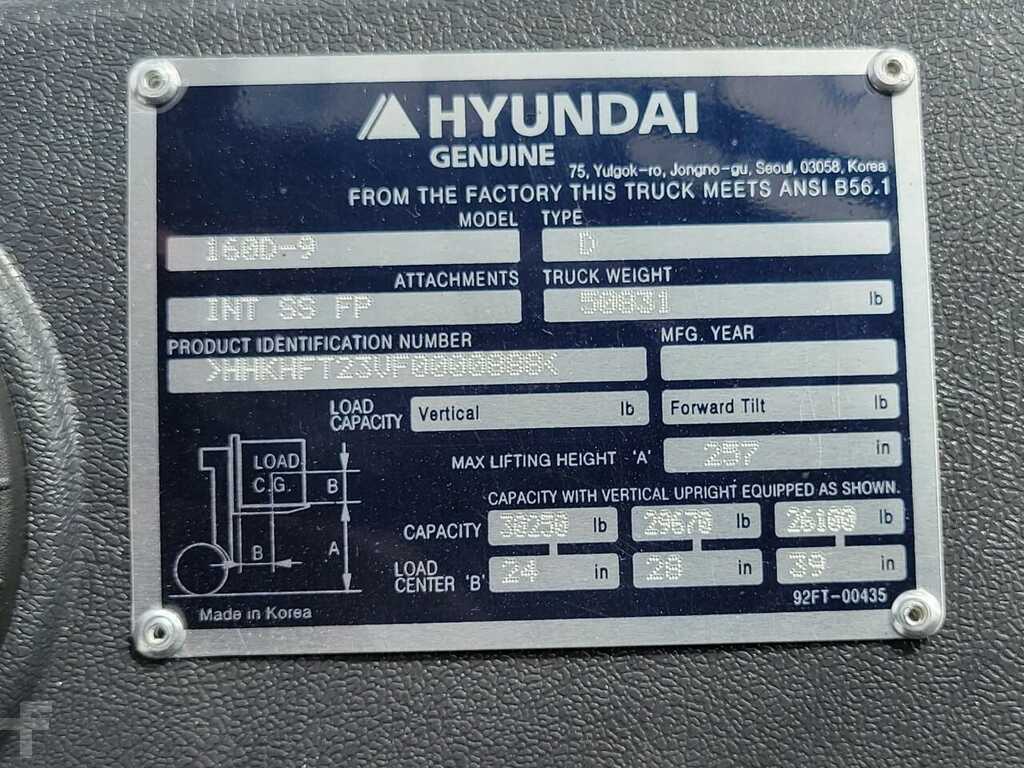 HYUNDAI
GENUINE
75, Yulgok-ro, Jongno-gu, Seoul, 03058, Korea
FROM THE FACTORY THIS TRUCK MEETS ANSI B56.1
MODEL TYPE
160D-9 D
ATTACHMENTS TRUCK WEIGHT
INT SS FP 50831 lb
PRODUCT IDENTIFICATION NUMBER MFG. YEAR
>HHKHFT23VF0000888<
LOAD CAPACITY Vertical lb Forward Tilt lb
MAX LIFTING HEIGHT 'A' 257 in
CAPACITY WITH VERTICAL UPRIGHT EQUIPPED AS SHOWN.
CAPACITY 30250 lb 29670 lb 26100 lb
LOAD CENTER 'B' 24 in 28 in 39 in
LOAD
C.G.
B
B
A
Made in Korea
92FT-00435